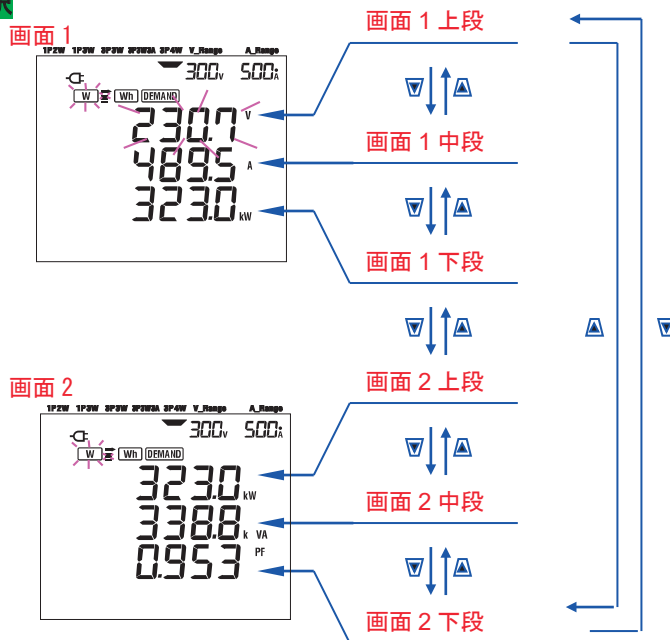 画面 1
画面 1 上段
1P2W 1P3W 3P3W 3P3W3A 3P4W V_Range A_Range
300V 500A
W Wh DEMAND
230.7 V
489.5 A
323.0 kW
画面 1 中段
画面 1 下段
画面 2
画面 2 上段
1P2W 1P3W 3P3W 3P3W3A 3P4W V_Range A_Range
300V 500A
W Wh DEMAND
323.0 kW
338.8 k VA
0.953 PF
画面 2 中段
画面 2 下段